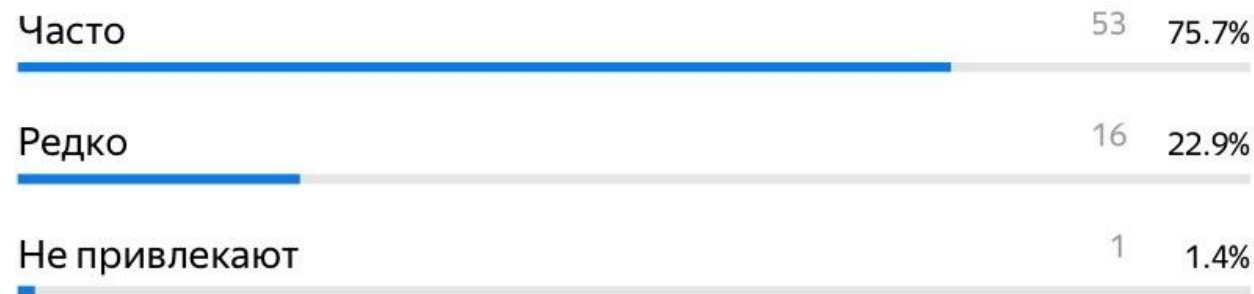 Часто 53 75.7%
Редко 16 22.9%
Не привлекают 1 1.4%